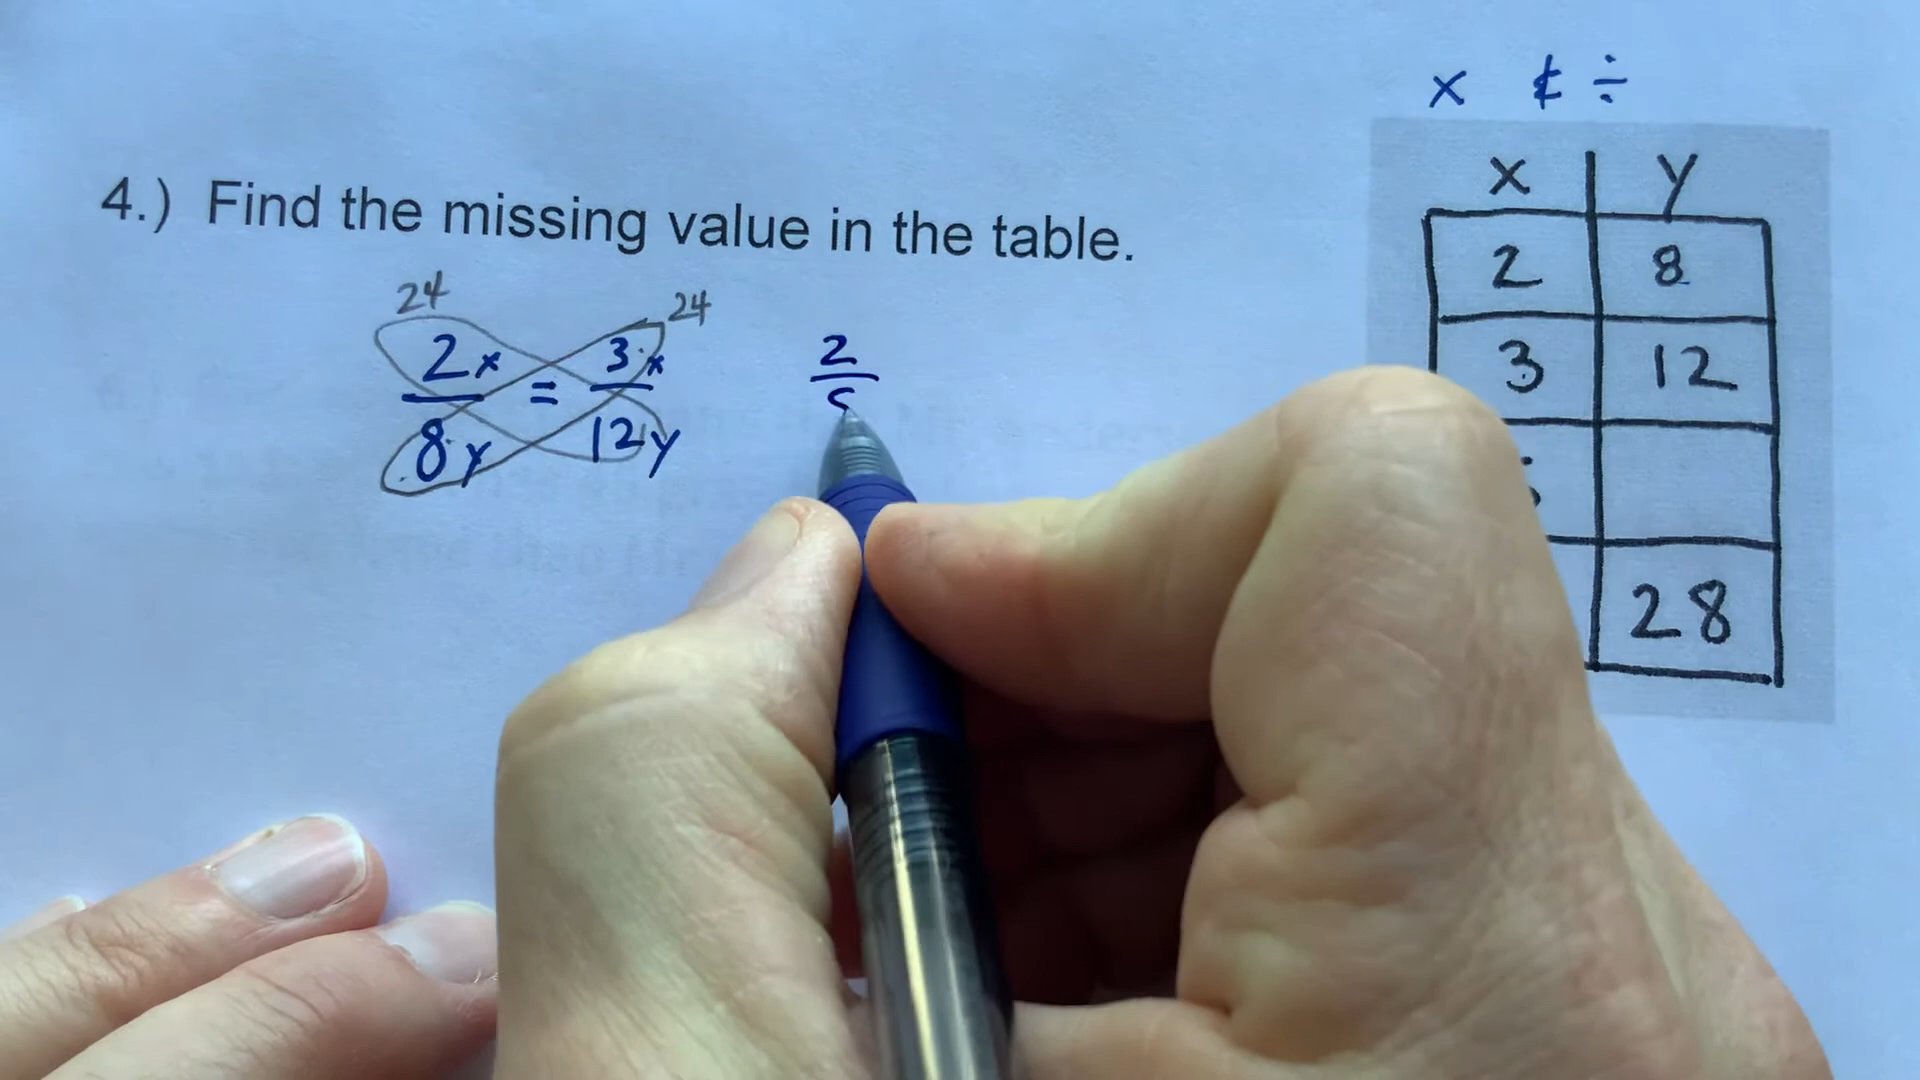 x & ÷
4.) Find the missing value in the table.
24 24
2x = 3x
8y 12y
2
x y
2 8
3 12
28